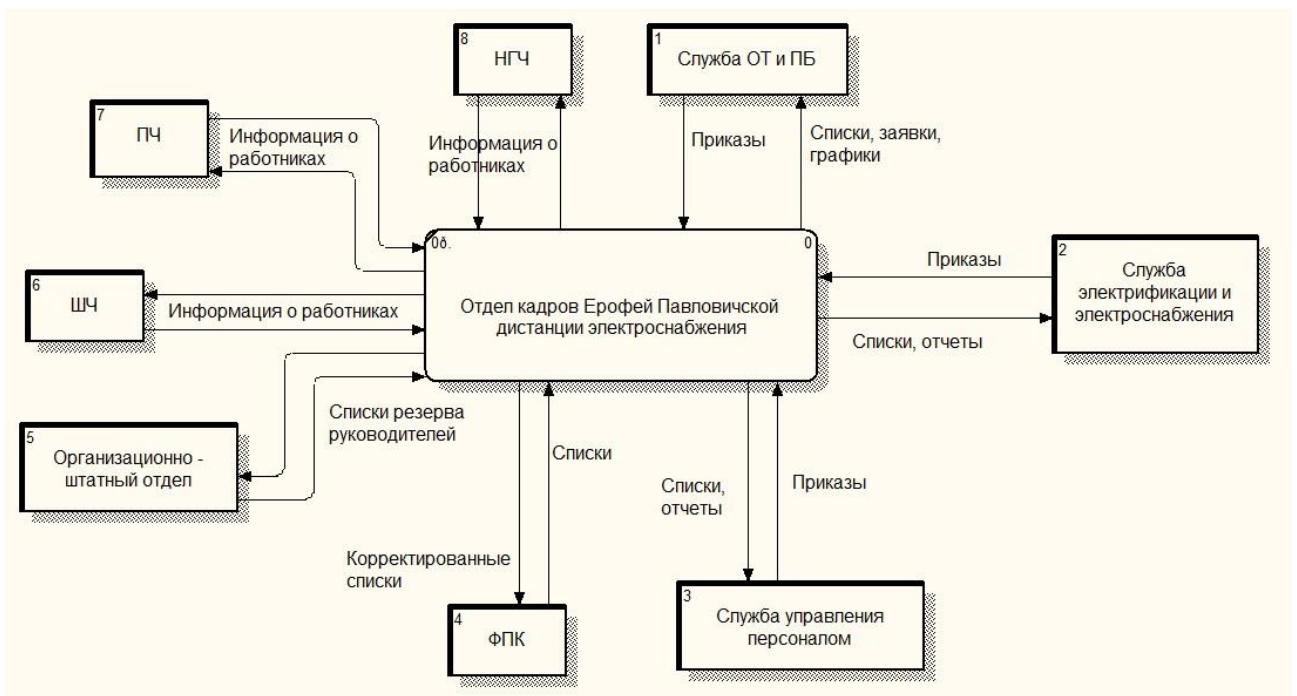 8
НГЧ
1
Служба ОТ и ПБ
7
ПЧ
Информация о
работниках
Информация о
работниках
Приказы
Списки, заявки,
графики
0ð.
0
Отдел кадров Ерофей Павловичской
дистанции электроснабжения
Приказы
2
Служба
электрификации и
электроснабжения
Списки, отчеты
6
ШЧ
Информация о работниках
5
Организационно -
штатный отдел
Списки резерва
руководителей
Списки
Списки,
отчеты
Приказы
Корректированные
списки
4
ФПК
3
Служба управления
персоналом